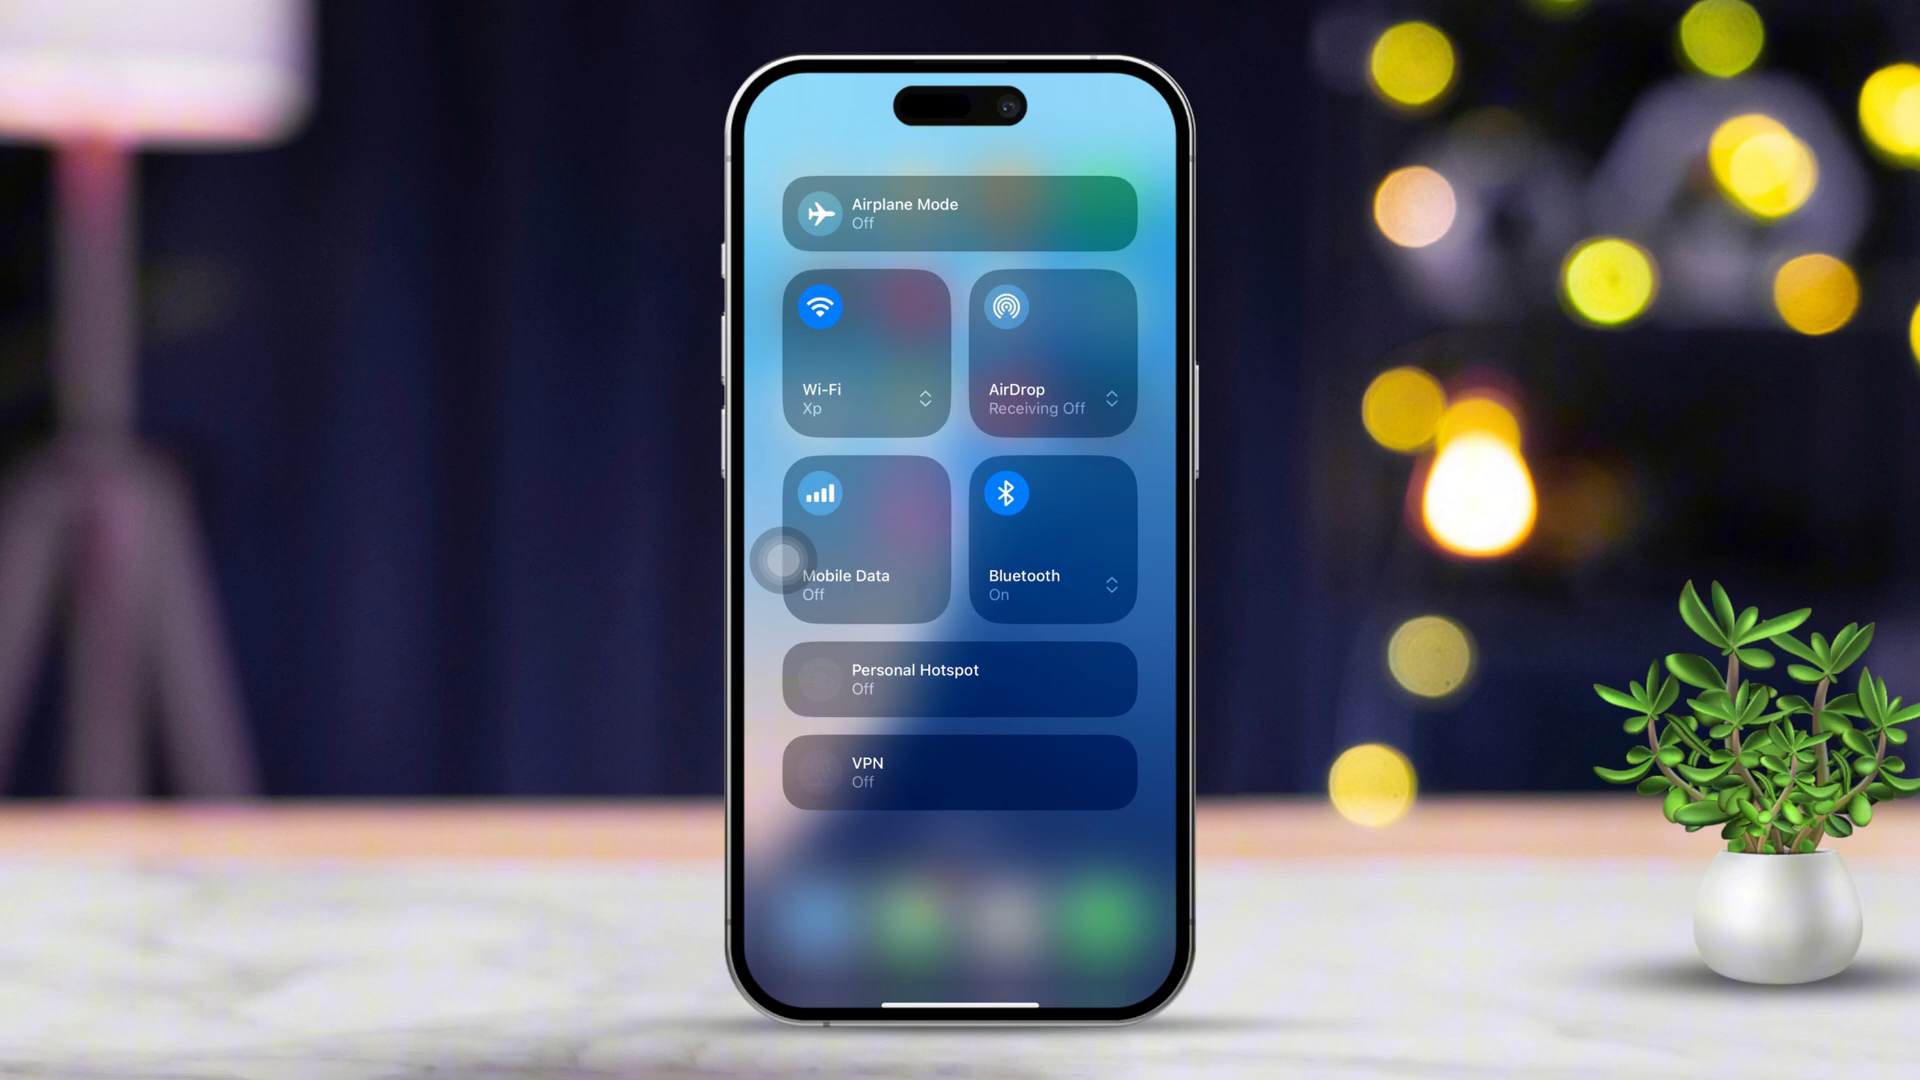 Airplane Mode
Off
Wi-Fi
Xp
AirDrop
Receiving Off
Mobile Data
Off
Bluetooth
On
Personal Hotspot
Off
VPN
Off